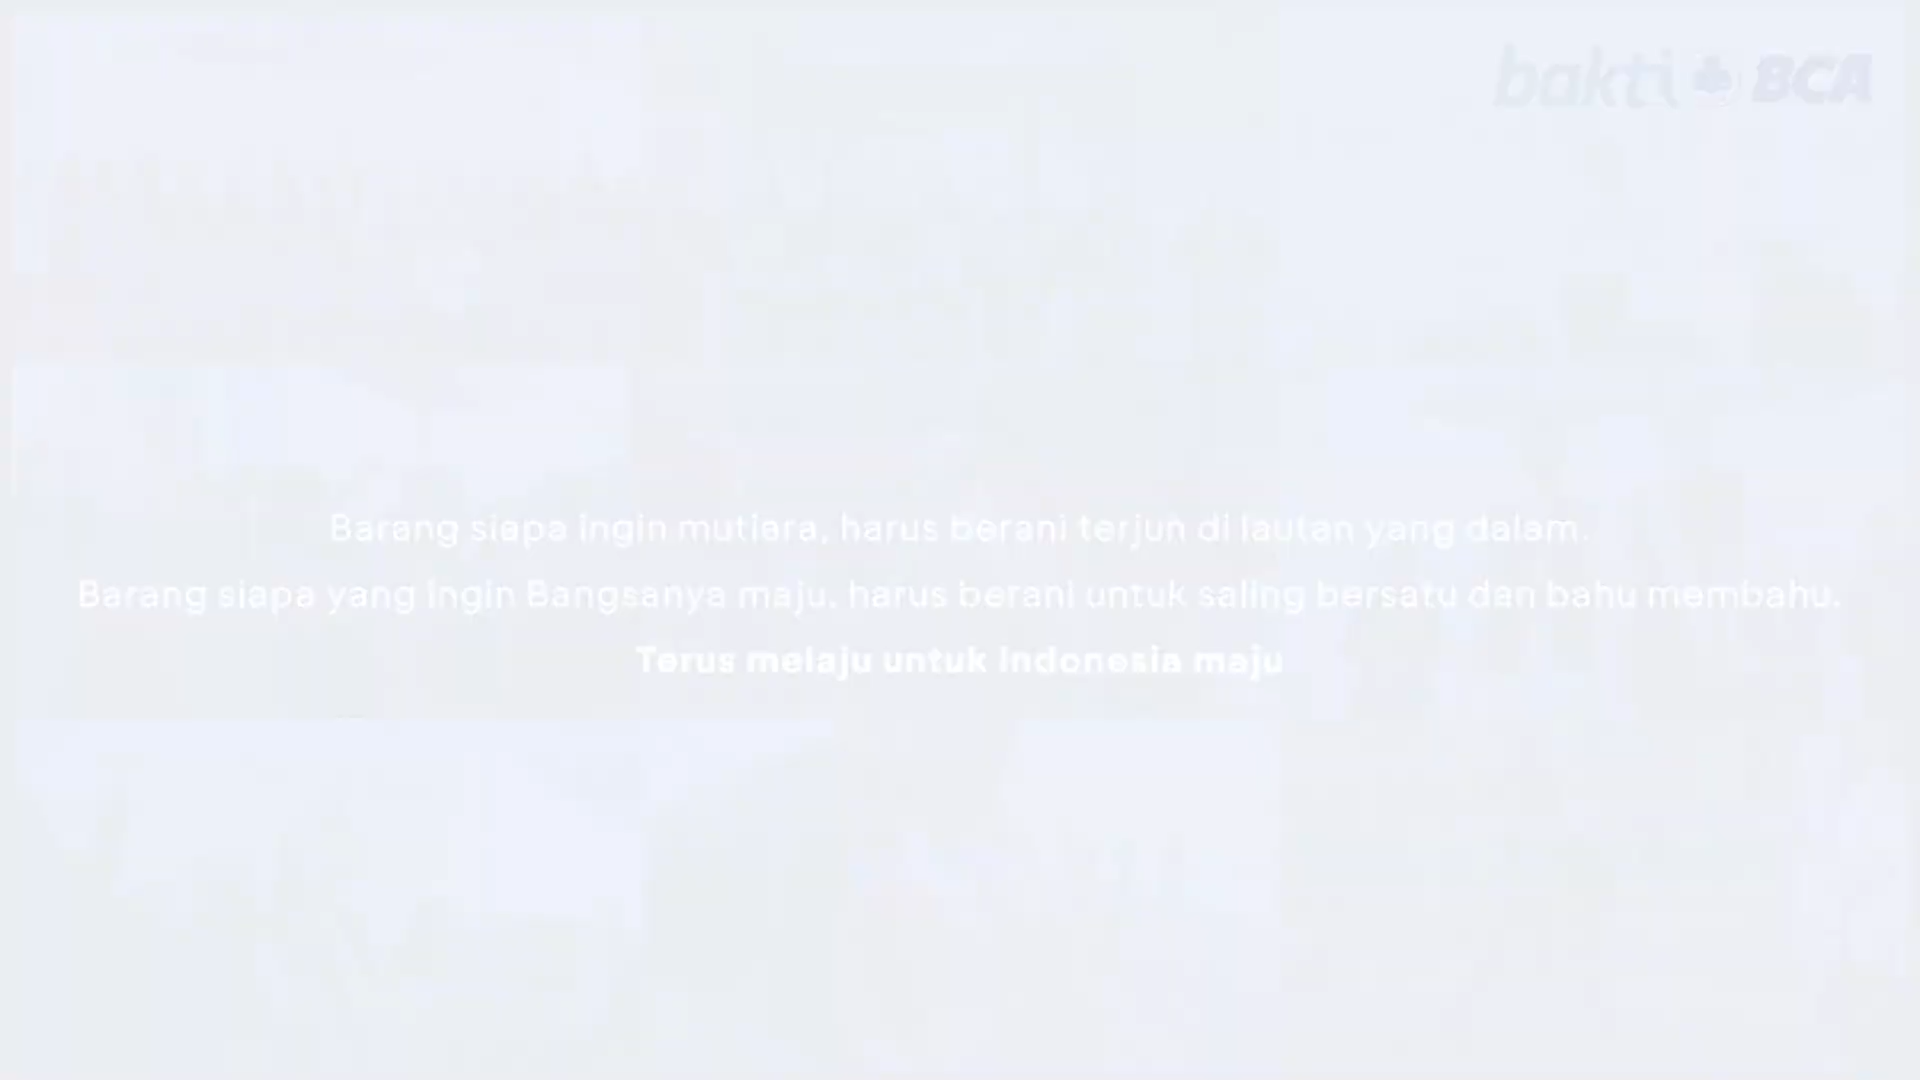 bakti BCA
Barang siapa ingin mutiara, harus berani terjun di lautan yang dalam.
Barang siapa yang ingin Bangsanya maju, harus berani untuk saling bersatu dan bahu membahu.
Terus melaju untuk Indonesia maju